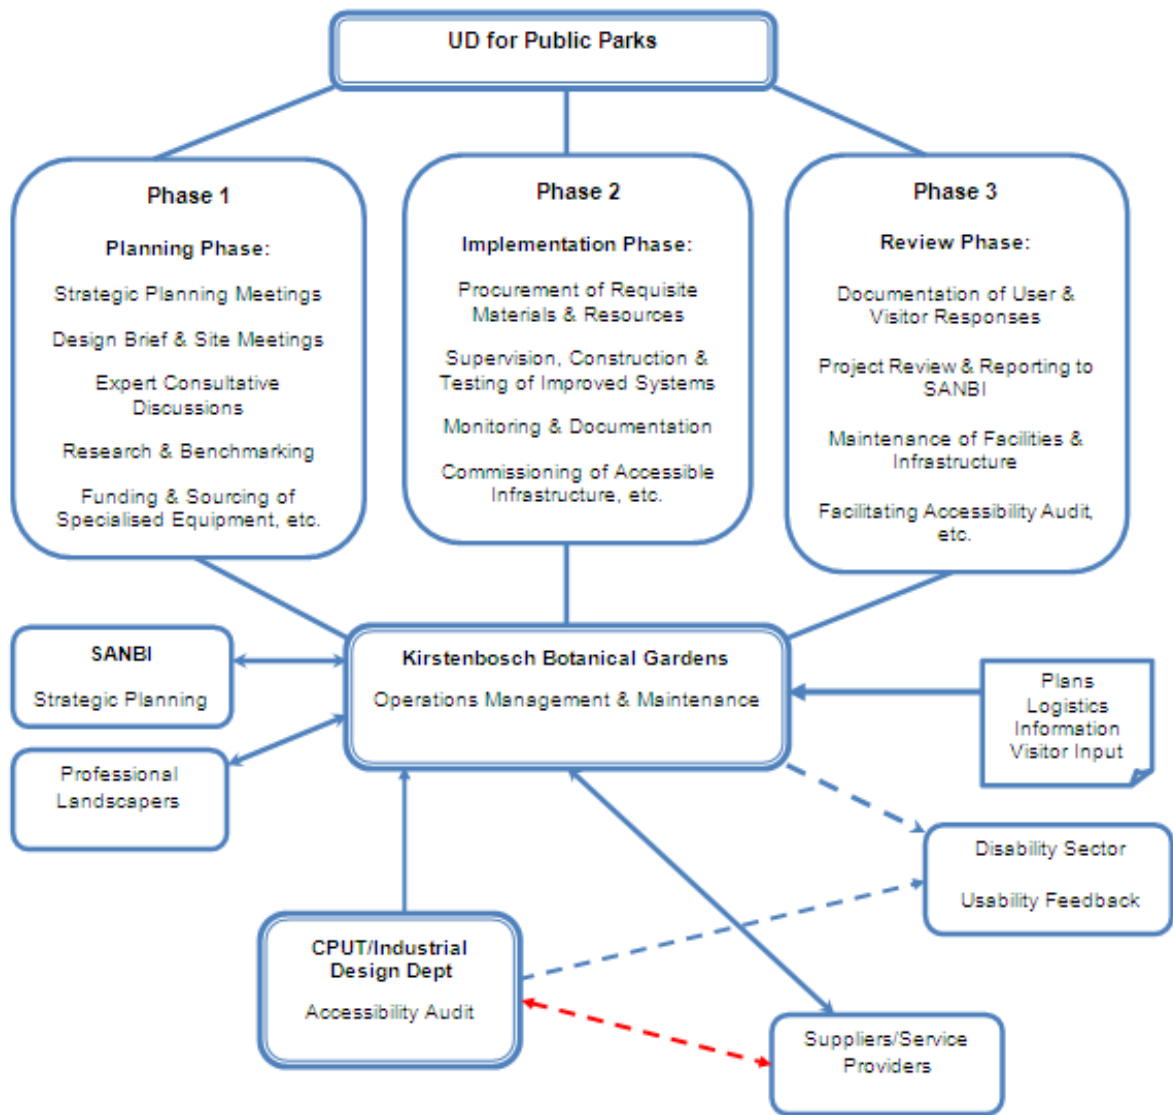 UD for Public Parks
Phase 1
Planning Phase:
Strategic Planning Meetings
Design Brief & Site Meetings
Expert Consultative
Discussions
Research & Benchmarking
Funding & Sourcing of
Specialised Equipment, etc.
Phase 2
Implementation Phase:
Procurement of Requisite
Materials & Resources
Supervision, Construction &
Testing of Improved Systems
Monitoring & Documentation
Commissioning of Accessible
Infrastructure, etc.
Phase 3
Review Phase:
Documentation of User &
Visitor Responses
Project Review & Reporting to
SANBI
Maintenance of Facilities &
Infrastructure
Facilitating Accessibility Audit,
etc.
SANBI
Strategic Planning
Kirstenbosch Botanical Gardens
Operations Management & Maintenance
Plans
Logistics
Information
Visitor Input
Professional
Landscapers
Disability Sector
Usability Feedback
CPUT/Industrial
Design Dept
Accessibility Audit
Suppliers/Service
Providers